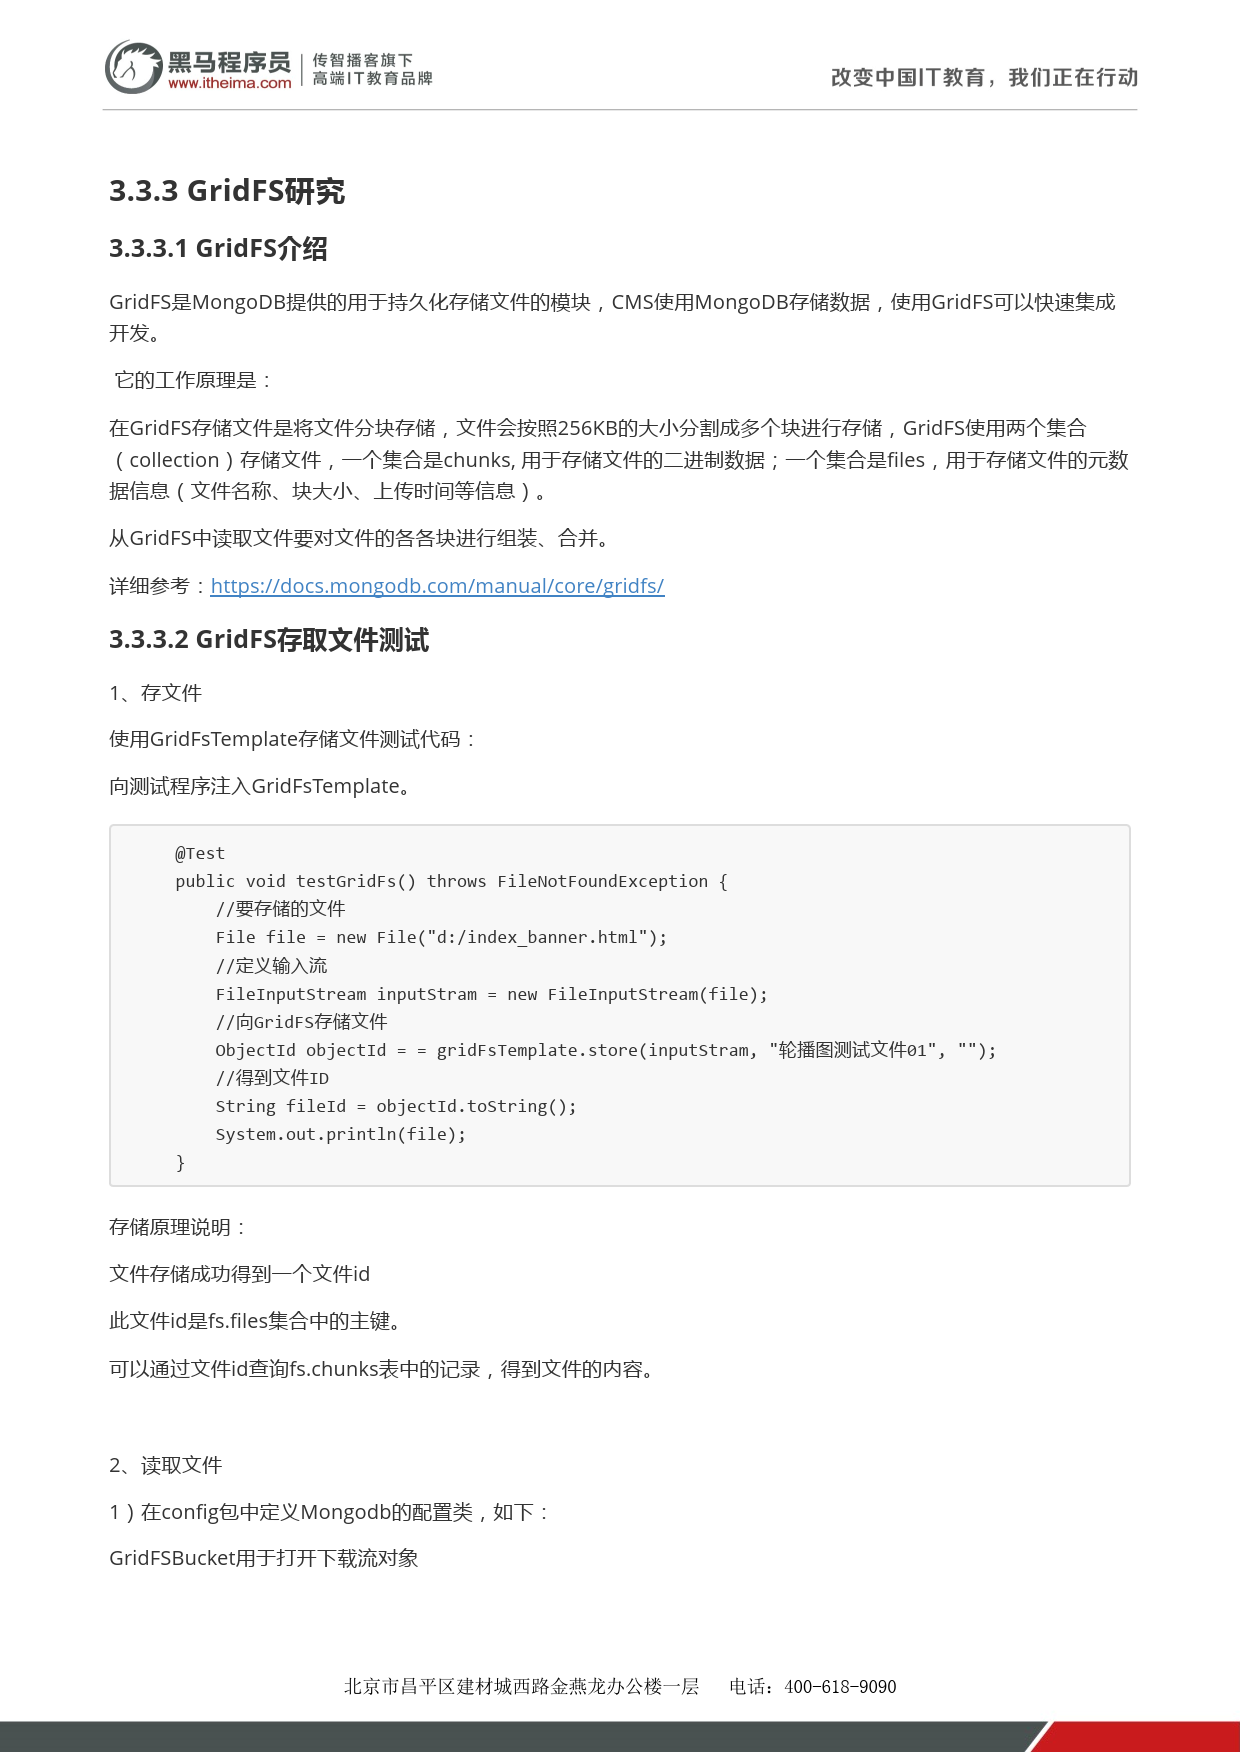 黑马程序员
www.itheima.com
传智播客旗下
高端IT教育品牌
改变中国IT教育，我们正在行动
3.3.3 GridFS研究
3.3.3.1 GridFS介绍
GridFS是MongoDB提供的用于持久化存储文件的模块，CMS使用MongoDB存储数据，使用GridFS可以快速集成
开发。
它的工作原理是：
在GridFS存储文件是将文件分块存储，文件会按照256KB的大小分割成多个块进行存储，GridFS使用两个集合
（collection）存储文件，一个集合是chunks, 用于存储文件的二进制数据；一个集合是files，用于存储文件的元数
据信息（文件名称、块大小、上传时间等信息）。
从GridFS中读取文件要对文件的各各块进行组装、合并。
详细参考：https://docs.mongodb.com/manual/core/gridfs/
3.3.3.2 GridFS存取文件测试
1、存文件
使用GridFsTemplate存储文件测试代码：
向测试程序注入GridFsTemplate。
@Test
public void testGridFs() throws FileNotFoundException {
//要存储的文件
File file = new File("d:/index_banner.html");
//定义输入流
FileInputStream inputStram = new FileInputStream(file);
//向GridFS存储文件
ObjectId objectId = = gridFsTemplate.store(inputStram, "轮播图测试文件01", "");
//得到文件ID
String fileId = objectId.toString();
System.out.println(file);
}
存储原理说明：
文件存储成功得到一个文件id
此文件id是fs.files集合中的主键。
可以通过文件id查询fs.chunks表中的记录，得到文件的内容。
2、读取文件
1）在config包中定义Mongodb的配置类，如下：
GridFSBucket用于打开下载流对象
北京市昌平区建材城西路金燕龙办公楼一层 电话：400-618-9090